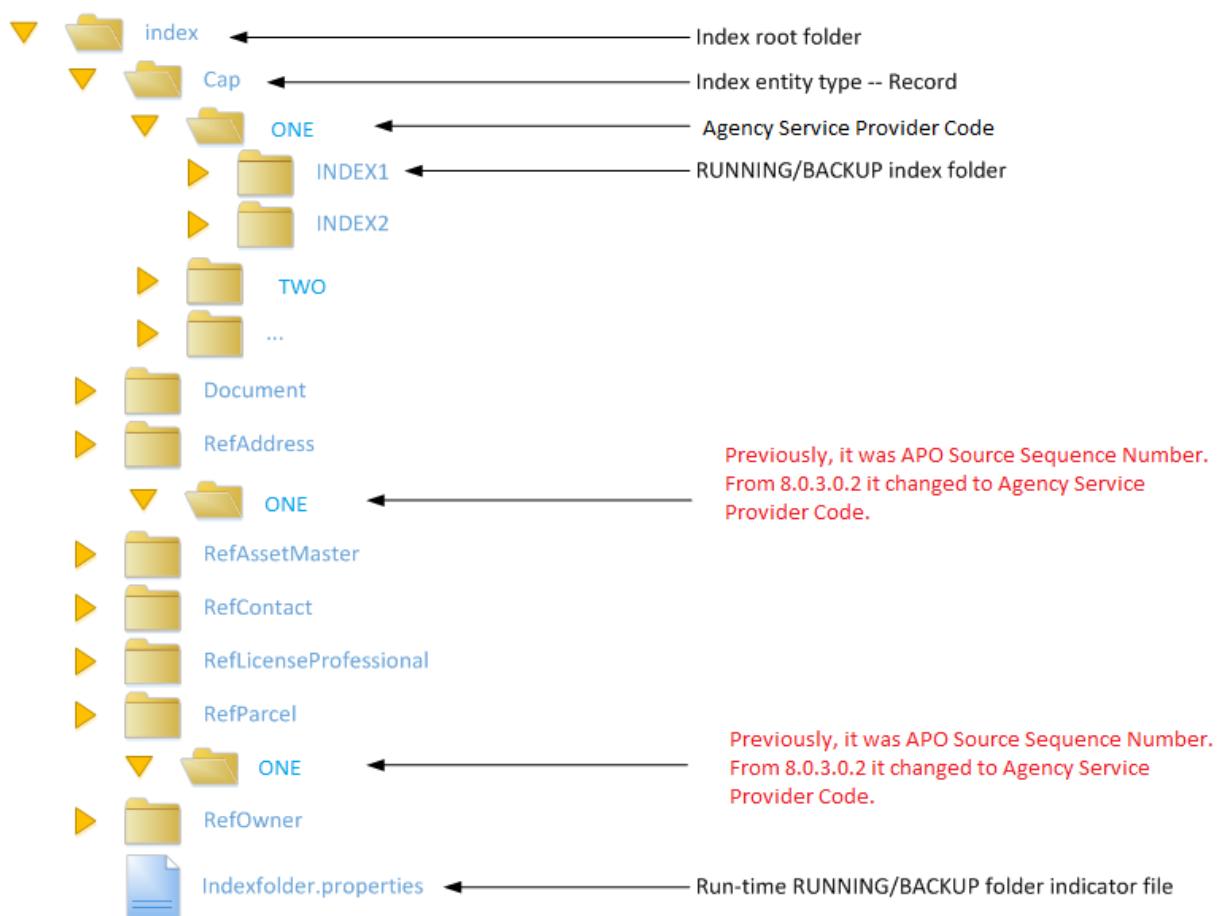 index
Index root folder
Cap
Index entity type -- Record
ONE
Agency Service Provider Code
INDEX1
RUNNING/BACKUP index folder
INDEX2
TWO
...
Document
RefAddress
Previously, it was APO Source Sequence Number.
From 8.0.3.0.2 it changed to Agency Service
Provider Code.
ONE
RefAssetMaster
RefContact
RefLicenseProfessional
RefParcel
Previously, it was APO Source Sequence Number.
From 8.0.3.0.2 it changed to Agency Service
Provider Code.
ONE
RefOwner
Indexfolder.properties
Run-time RUNNING/BACKUP folder indicator file